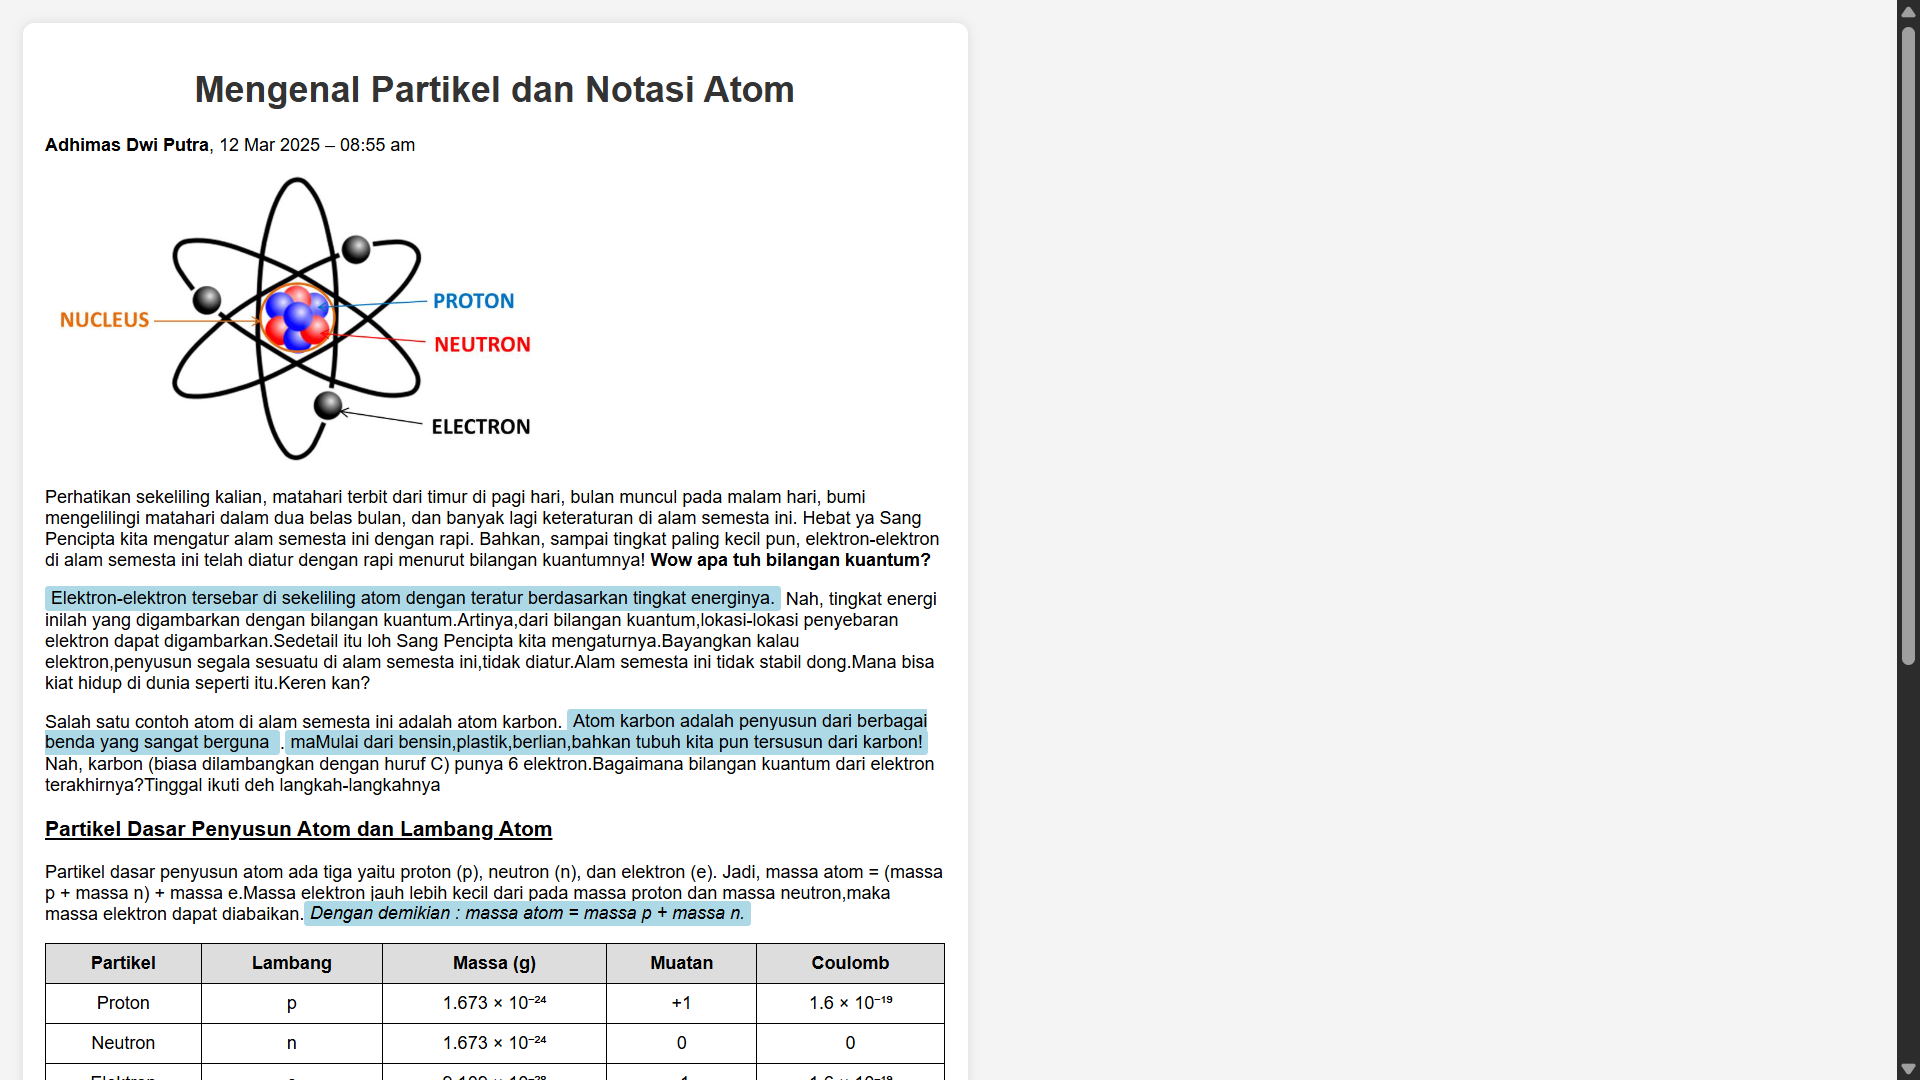 Mengenal Partikel dan Notasi Atom
Adhimas Dwi Putra, 12 Mar 2025 – 08:55 am
NUCLEUS
PROTON
NEUTRON
ELECTRON
Perhatikan sekeliling kalian, matahari terbit dari timur di pagi hari, bulan muncul pada malam hari, bumi
mengelilingi matahari dalam dua belas bulan, dan banyak lagi keteraturan di alam semesta ini. Hebat ya Sang
Pencipta kita mengatur alam semesta ini dengan rapi. Bahkan, sampai tingkat paling kecil pun, elektron-elektron
di alam semesta ini telah diatur dengan rapi menurut bilangan kuantumnya! Wow apa tuh bilangan kuantum?
Elektron-elektron tersebar di sekeliling atom dengan teratur berdasarkan tingkat energinya. Nah, tingkat energi
inilah yang digambarkan dengan bilangan kuantum.Artinya,dari bilangan kuantum,lokasi-lokasi penyebaran
elektron dapat digambarkan.Sedetail itu loh Sang Pencipta kita mengaturnya.Bayangkan kalau
elektron,penyusun segala sesuatu di alam semesta ini,tidak diatur.Alam semesta ini tidak stabil dong.Mana bisa
kiat hidup di dunia seperti itu.Keren kan?
Salah satu contoh atom di alam semesta ini adalah atom karbon. Atom karbon adalah penyusun dari berbagai
benda yang sangat berguna . maMulai dari bensin,plastik,berlian,bahkan tubuh kita pun tersusun dari karbon!
Nah, karbon (biasa dilambangkan dengan huruf C) punya 6 elektron.Bagaimana bilangan kuantum dari elektron
terakhirnya?Tinggal ikuti deh langkah-langkahnya
Partikel Dasar Penyusun Atom dan Lambang Atom
Partikel dasar penyusun atom ada tiga yaitu proton (p), neutron (n), dan elektron (e). Jadi, massa atom = (massa
p + massa n) + massa e.Massa elektron jauh lebih kecil dari pada massa proton dan massa neutron,maka
massa elektron dapat diabaikan. Dengan demikian : massa atom = massa p + massa n.
Partikel Lambang Massa (g) Muatan Coulomb
Proton p 1.673 × 10⁻²⁴ +1 1.6 × 10⁻¹⁹
Neutron n 1.673 × 10⁻²⁴ 0 0